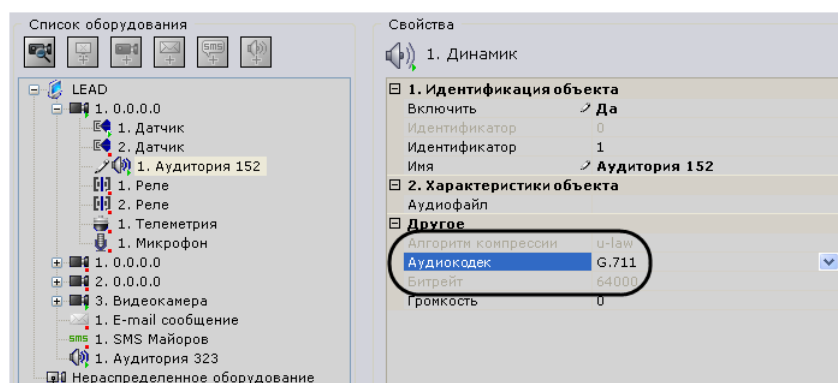 Список оборудования
SMS
LEAD
1. 0.0.0.0
1. Датчик
2. Датчик
1. Аудитория 152
1. Реле
2. Реле
1. Телеметрия
1. Микрофон
1. 0.0.0.0
2. 0.0.0.0
3. Видеокамера
1. E-mail сообщение
sms 1. SMS Майоров
1. Аудитория 323
Нераспределенное оборудование
Свойства
1. Динамик
1. Идентификация объекта
Включить Да
Идентификатор 0
Идентификатор 1
Имя Аудитория 152
2. Характеристики объекта
Аудиофайл
Другое
Алгоритм компрессии u-law
Аудиокодек G.711
Битрейт 64000
Громкость 0